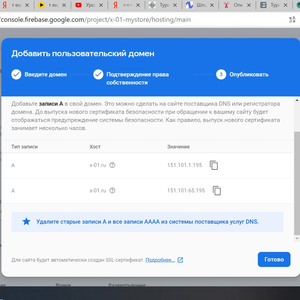 console.firebase.google.com/project/x-01-mystore/hosting/main
Добавить пользовательский домен
Введите домен
Подтверждение права собственности
3 Опубликовать
Добавьте записи А в свой домен. Это можно сделать на сайте поставщика DNS или регистратора
домена. До выпуска нового сертификата безопасности при обращении к вашему сайту будет
отображаться предупреждение системы безопасности. Как правило, выпуск нового сертификата
занимает несколько часов.
Тип записи Хост Значение
A x-01.ru 151.101.1.195
A x-01.ru 151.101.65.195
Удалите старые записи А и все записи АААА из системы поставщика услуг DNS.
Для сайта будет автоматически создан SSL-сертификат. Подробнее...
Готово